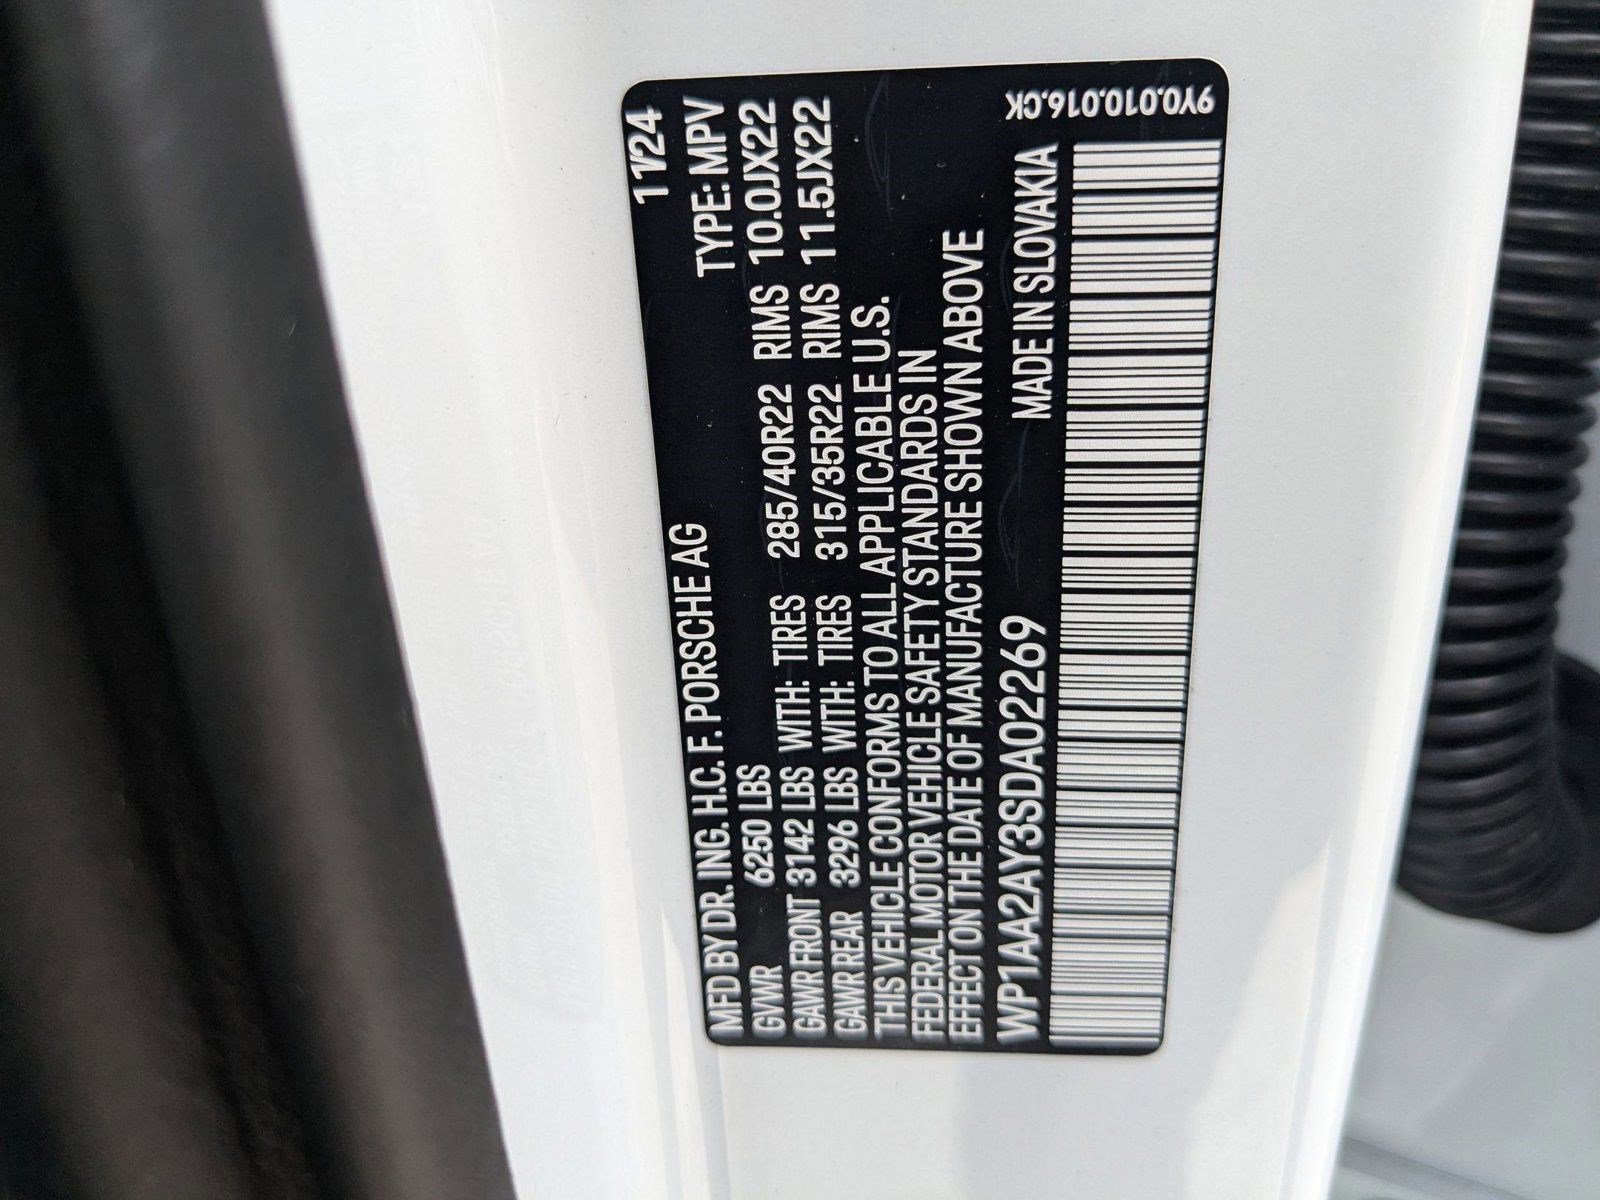 11/24
MFD BY DR. ING. H.C. F. PORSCHE AG TYPE: MPV
GVWR 6250 LBS
GAWR FRONT 3142 LBS WITH: TIRES 285/40R22 RIMS 10.0JX22
GAWR REAR 3296 LBS WITH: TIRES 315/35R22 RIMS 11.5JX22
THIS VEHICLE CONFORMS TO ALL APPLICABLE U.S.
FEDERAL MOTOR VEHICLE SAFETY STANDARDS IN
EFFECT ON THE DATE OF MANUFACTURE SHOWN ABOVE
WP1AA2AY3SDA02269 MADE IN SLOVAKIA
9Y0.010.016.CK